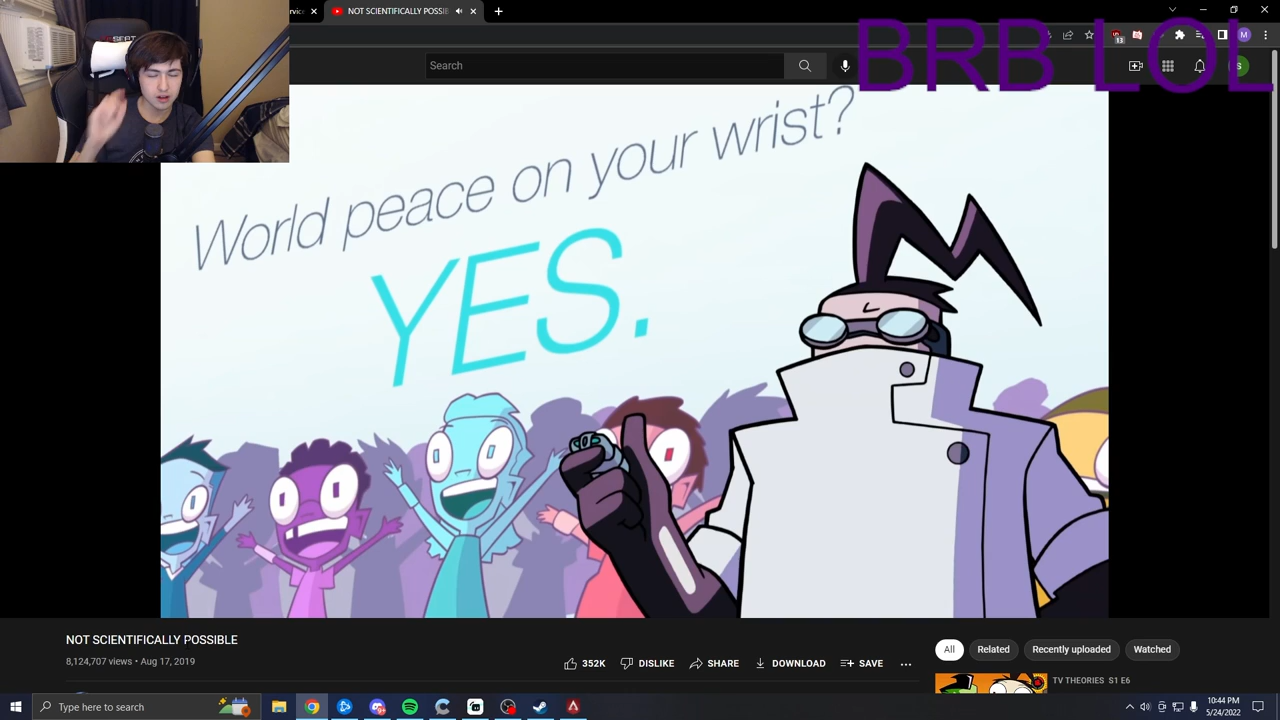 NOT SCIENTIFICALLY POSSIB
BRB LOL
Search
13
M
S
World peace on your wrist?
YES.
NOT SCIENTIFICALLY POSSIBLE
8,124,707 views • Aug 17, 2019
352K
DISLIKE
SHARE
DOWNLOAD
SAVE
All
Related
Recently uploaded
Watched
TV THEORIES S1 E6
Type here to search
10:44 PM
5/24/2022